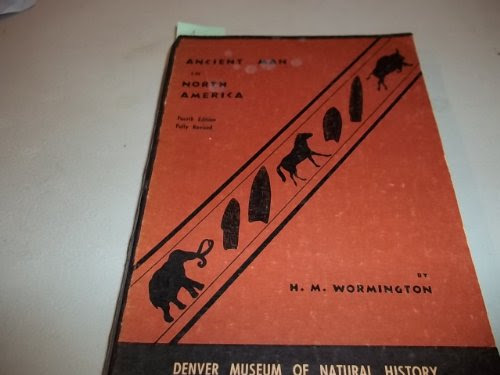 ANCIENT MAN
IN
NORTH
AMERICA
Fourth Edition
Fully Revised
BY
H. M. WORMINGTON
DENVER MUSEUM OF NATURAL HISTORY